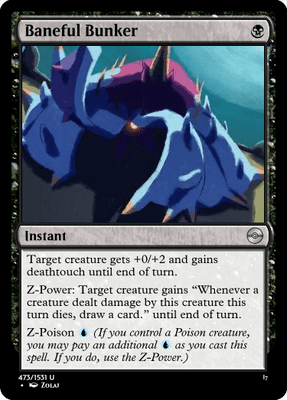 Baneful Bunker
Instant
Target creature gets +0/+2 and gains
deathtouch until end of turn.
Z-Power: Target creature gains “Whenever a
creature dealt damage by this creature this
turn dies, draw a card.” until end of turn.
Z-Poison (If you control a Poison creature,
you may pay an additional as you cast this
spell. If you do, use the Z-Power.)
473/1531 U
I7
• Zolai